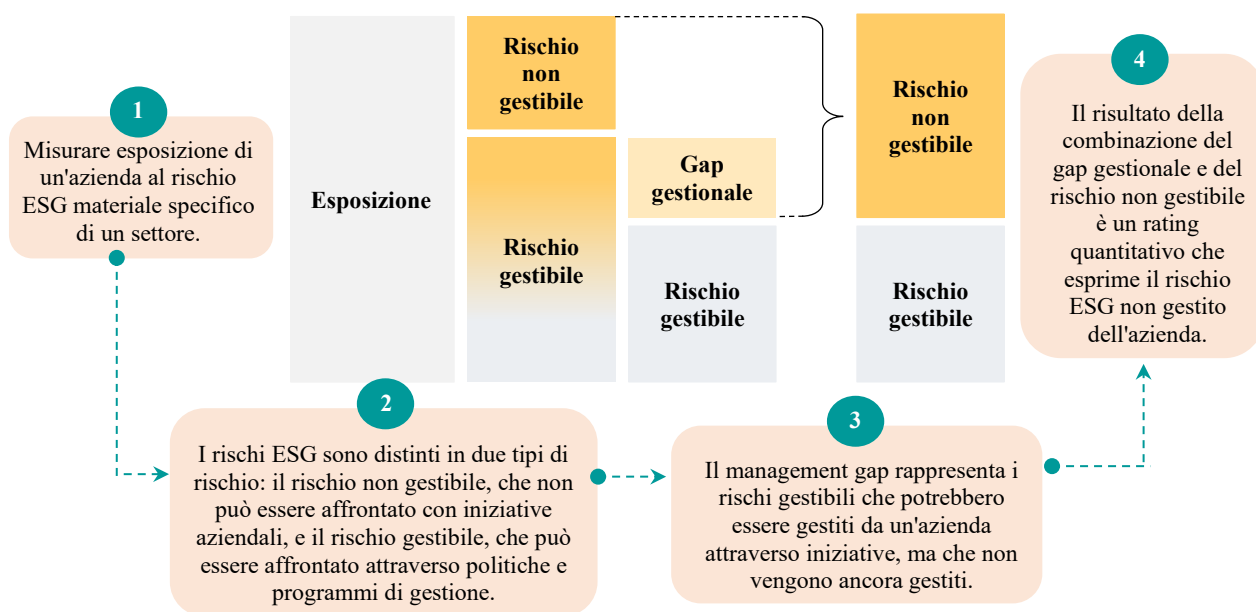 1
Misurare esposizione di
un'azienda al rischio
ESG materiale specifico
di un settore.
Esposizione
Rischio
non
gestibile
Rischio
gestibile
Gap
gestionale
Rischio
gestibile
Rischio
non
gestibile
Rischio
gestibile
2
I rischi ESG sono distinti in due tipi di
rischio: il rischio non gestibile, che non
può essere affrontato con iniziative
aziendali, e il rischio gestibile, che può
essere affrontato attraverso politiche e
programmi di gestione.
3
Il management gap rappresenta i
rischi gestibili che potrebbero
essere gestiti da un'azienda
attraverso iniziative, ma che non
vengono ancora gestiti.
4
Il risultato della
combinazione del
gap gestionale e del
rischio non gestibile
è un rating
quantitativo che
esprime il rischio
ESG non gestito
dell'azienda.